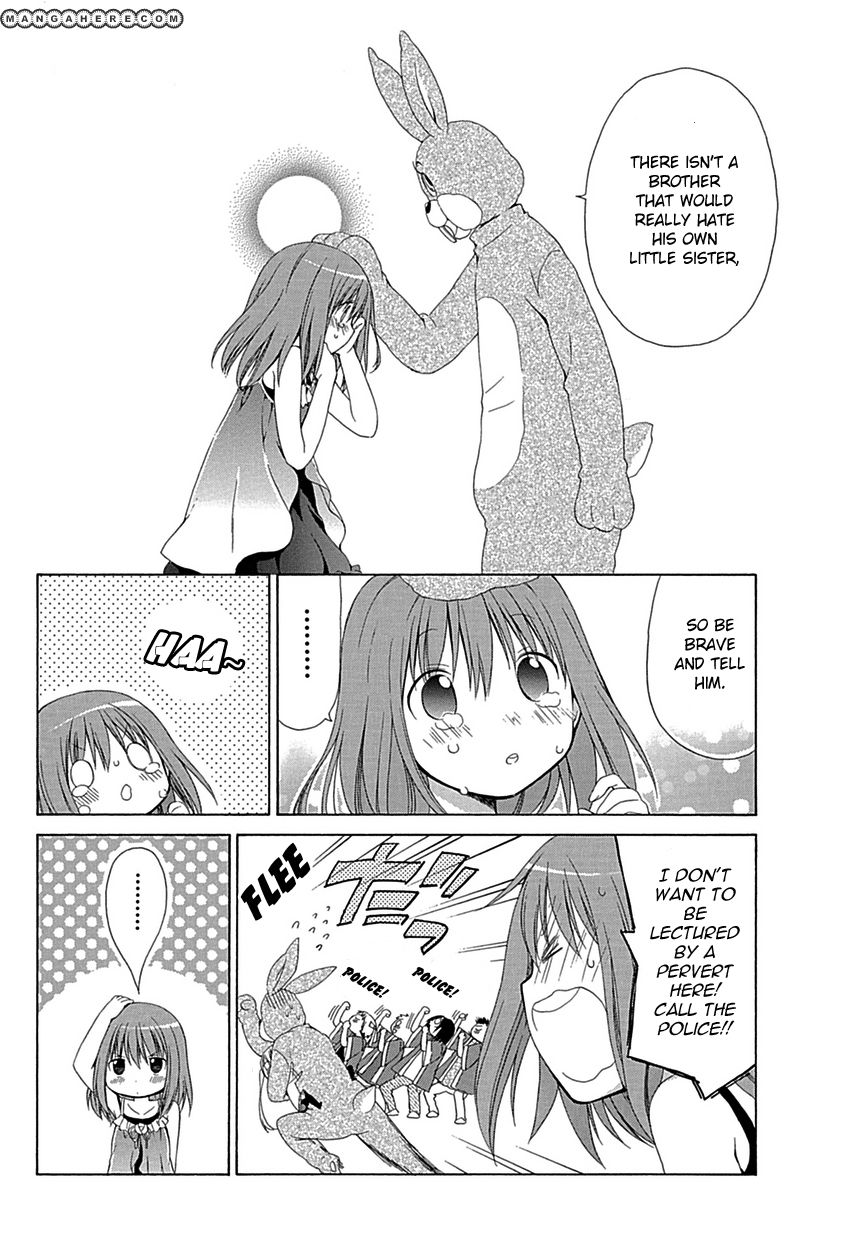 MANGAHERE.COM
THERE ISN'T A
BROTHER
THAT WOULD
REALLY HATE
HIS OWN
LITTLE SISTER,
SO BE
BRAVE
AND TELL
HIM.
………
HAA~
I DON'T
WANT TO
BE
LECTURED
BY A
PERVERT
HERE!
CALL THE
POLICE!!
FLEE
ダダッ
POLICE!
POLICE!
………